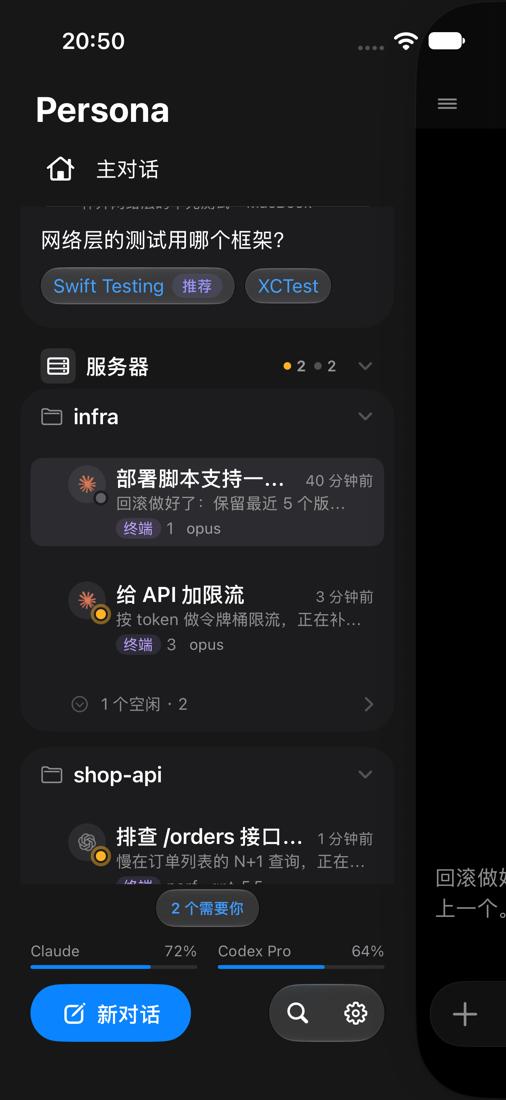 20:50
Persona
主对话
网络层的测试用哪个框架?
Swift Testing 推荐 XCTest
服务器 2 2
infra
部署脚本支持一... 40 分钟前
回滚做好了：保留最近 5 个版...
终端 1 opus
给 API 加限流 3 分钟前
按 token 做令牌桶限流，正在补...
终端 3 opus
1 个空闲 · 2
shop-api
排查 /orders 接口... 1 分钟前
慢在订单列表的 N+1 查询，正在...
2 个需要你
Claude 72% Codex Pro 64%
新对话
回滚做好
上一个。